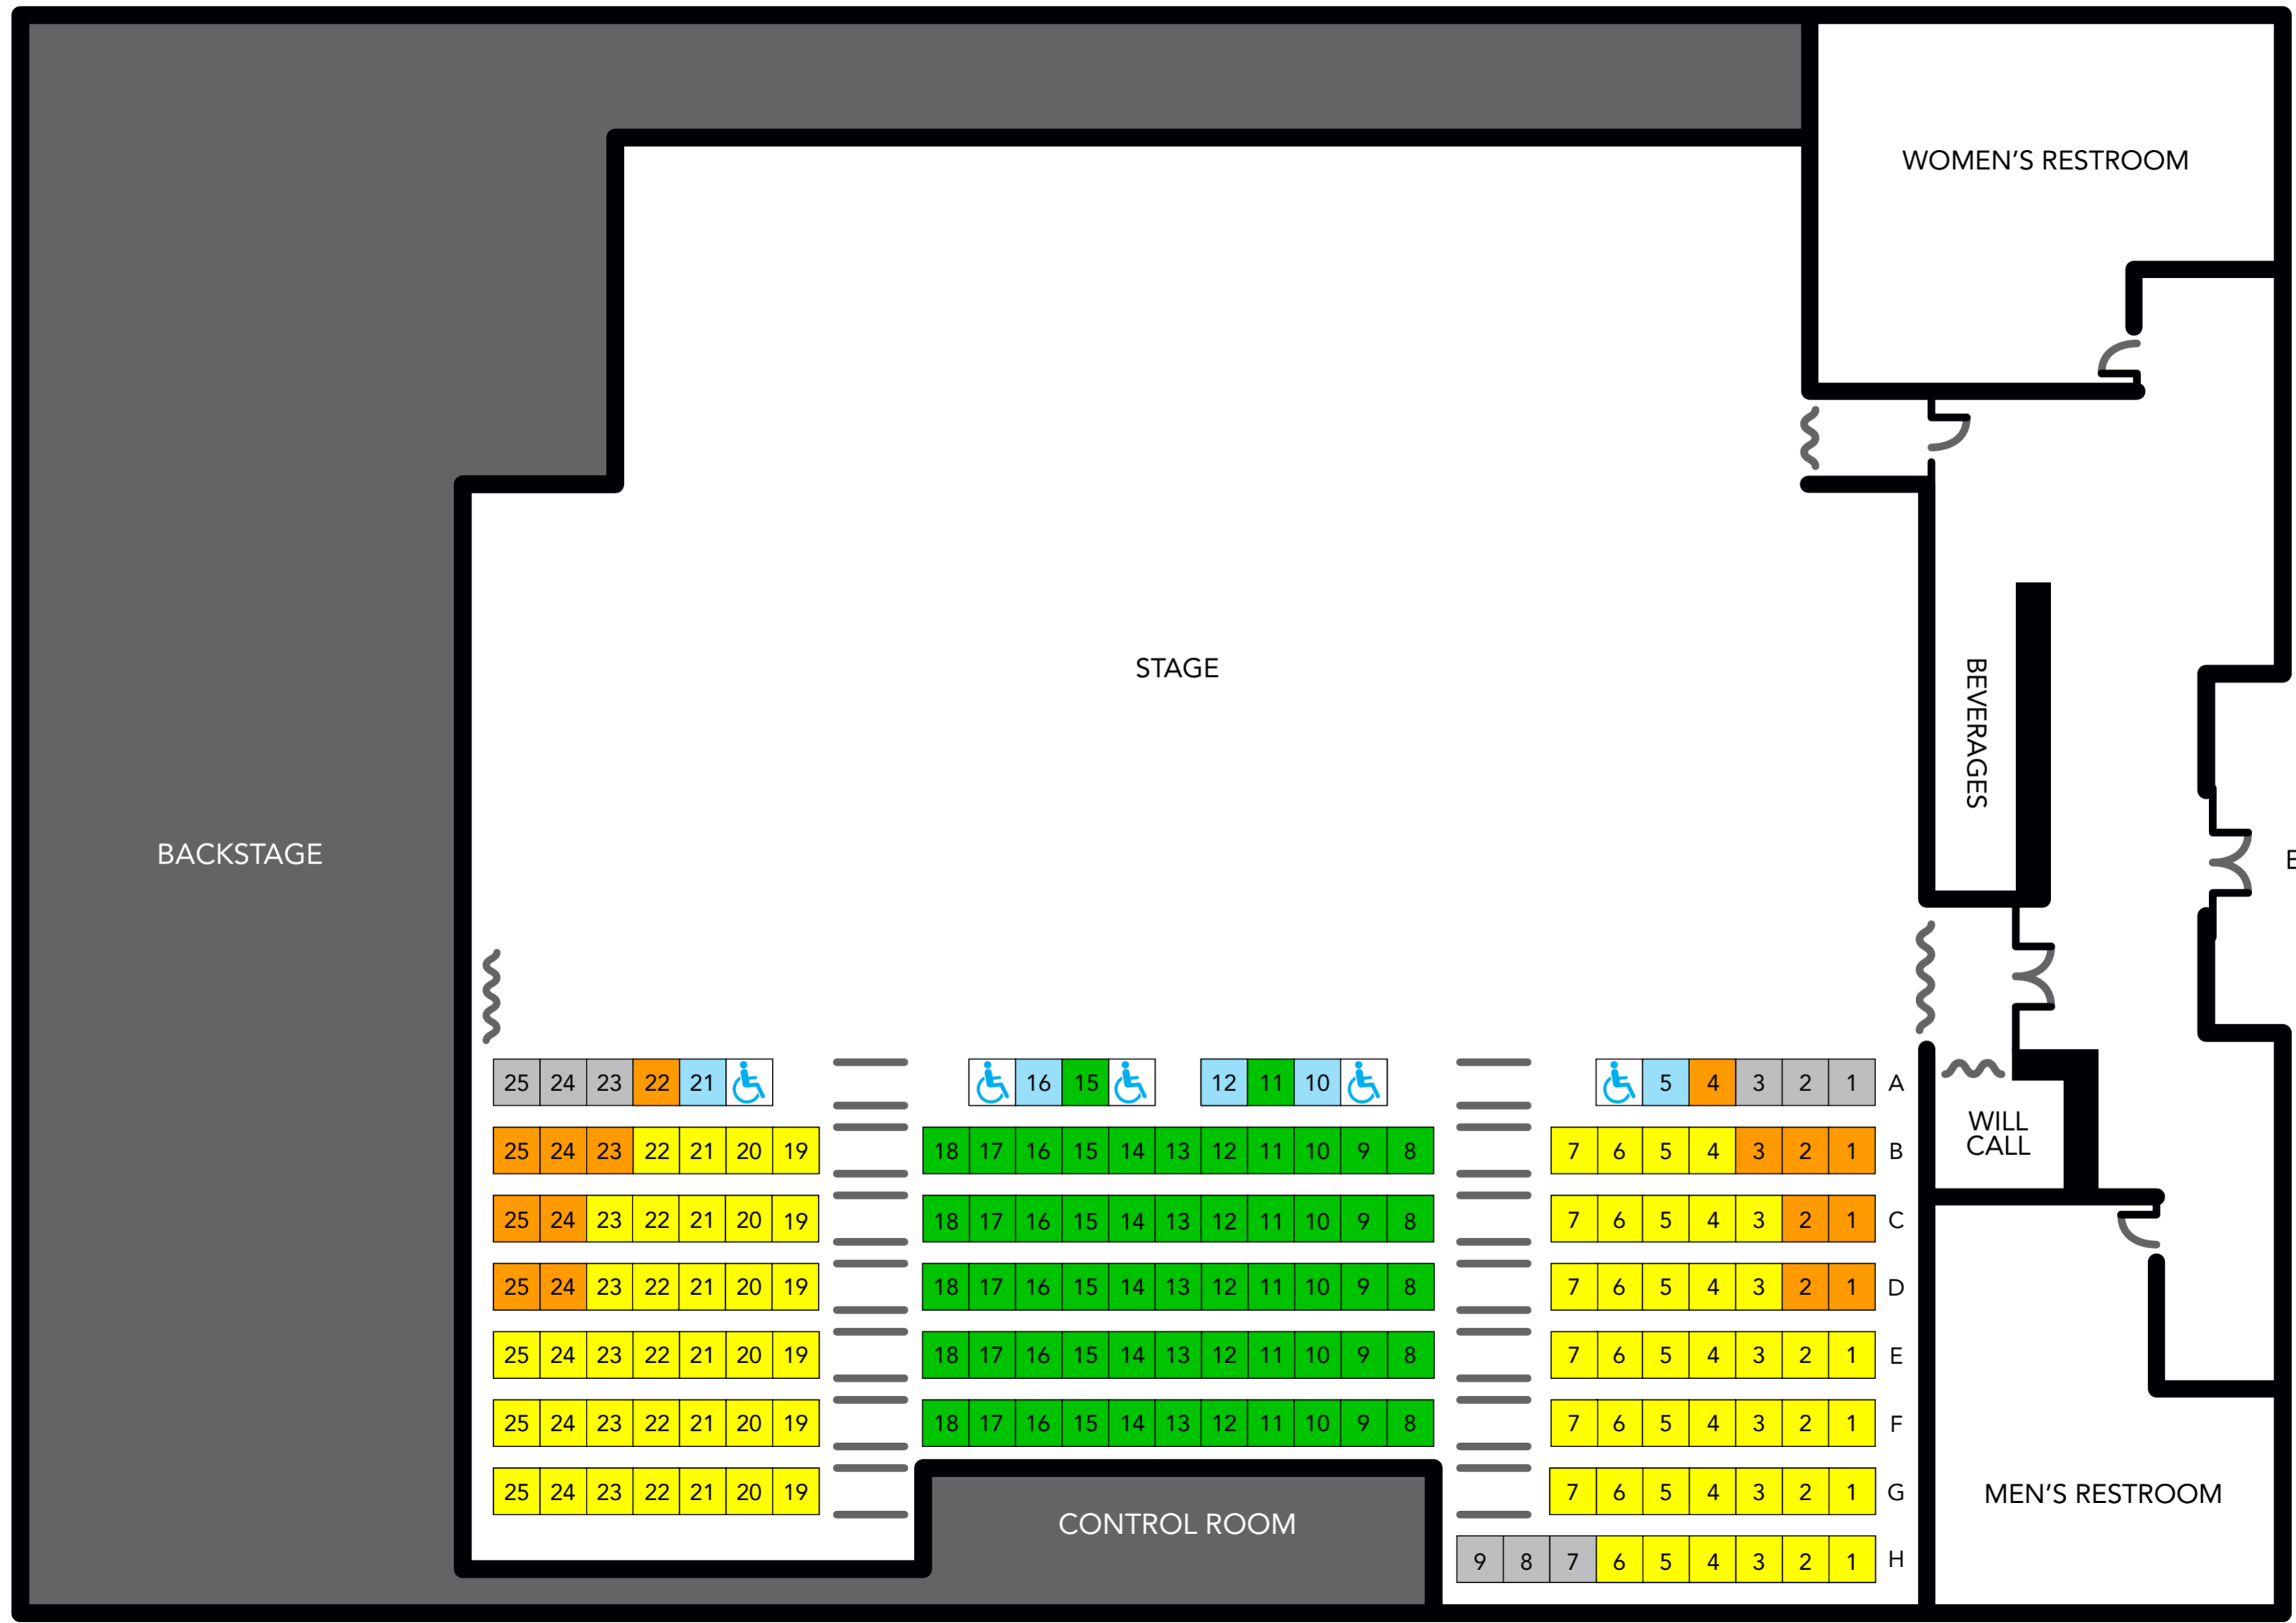 WOMEN'S RESTROOM
STAGE
BEVERAGES
BACKSTAGE
E
25 24 23 22 21 16 15 12 11 10 5 4 3 2 1 A
WILL
CALL
25 24 23 22 21 20 19 18 17 16 15 14 13 12 11 10 9 8 7 6 5 4 3 2 1 B
25 24 23 22 21 20 19 18 17 16 15 14 13 12 11 10 9 8 7 6 5 4 3 2 1 C
25 24 23 22 21 20 19 18 17 16 15 14 13 12 11 10 9 8 7 6 5 4 3 2 1 D
25 24 23 22 21 20 19 18 17 16 15 14 13 12 11 10 9 8 7 6 5 4 3 2 1 E
25 24 23 22 21 20 19 18 17 16 15 14 13 12 11 10 9 8 7 6 5 4 3 2 1 F
25 24 23 22 21 20 19 7 6 5 4 3 2 1 G
MEN'S RESTROOM
CONTROL ROOM
9 8 7 6 5 4 3 2 1 H